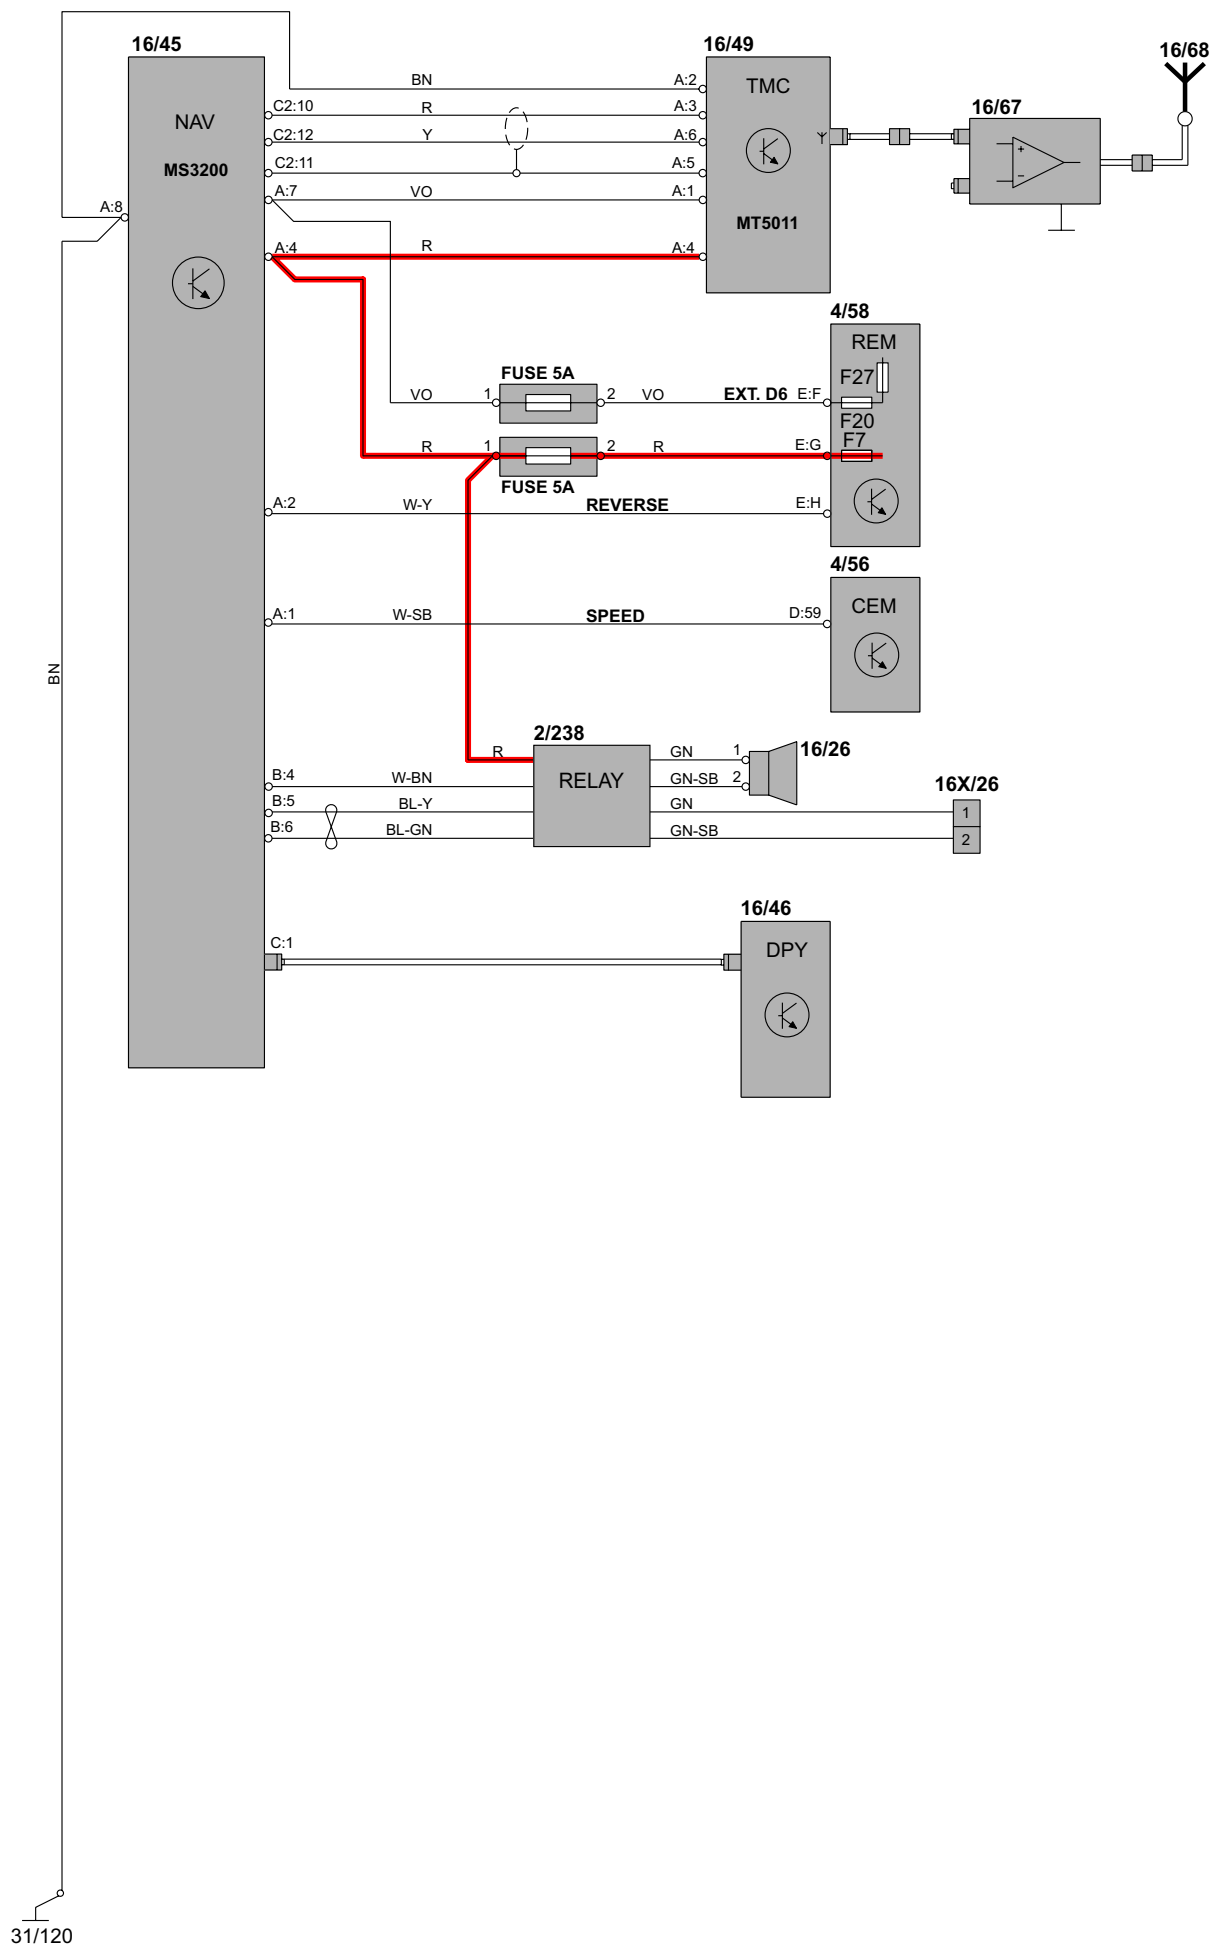 16/45
16/49
16/68
BN
A:2
TMC
C2:10
R
A:3
16/67
NAV
C2:12
Y
A:6
MS3200
C2:11
A:5
A:7
VO
A:1
A:8
MT5011
A:4
R
A:4
4/58
REM
FUSE 5A
F27
VO
1
2
VO
EXT. D6
E:F
F20
R
1
2
R
E:G
F7
FUSE 5A
A:2
W-Y
REVERSE
E:H
4/56
CEM
A:1
W-SB
SPEED
D:59
BN
2/238
R
GN
1
16/26
B:4
W-BN
RELAY
GN-SB
2
16X/26
B:5
BL-Y
GN
1
B:6
BL-GN
GN-SB
2
16/46
C:1
DPY
31/120